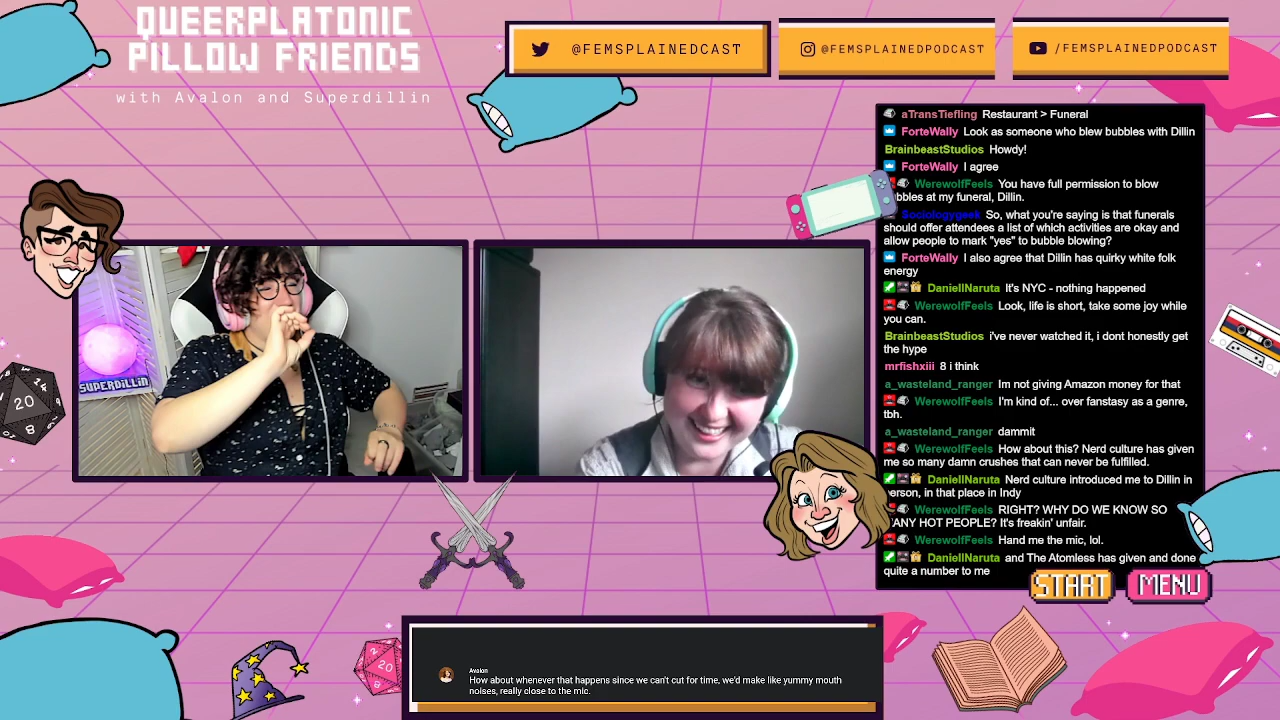 QUEERPLATONIC
PILLOW FRIENDS
with Avalon and Superdillin
@FEMSPLAINEDCAST
@FEMSPLAINEDPODCAST
/FEMSPLAINEDPODCAST
aTransTiefling Restaurant > Funeral
ForteWally Look as someone who blew bubbles with Dillin
BrainbeastStudios Howdy!
ForteWally I agree
WerewolfFeels You have full permission to blow
bbles at my funeral, Dillin.
Sociologygeek So, what you're saying is that funerals
should offer attendees a list of which activities are okay and
allow people to mark "yes" to bubble blowing?
ForteWally I also agree that Dillin has quirky white folk
energy
DaniellNaruta It's NYC - nothing happened
WerewolfFeels Look, life is short, take some joy while
you can.
BrainbeastStudios i've never watched it, i dont honestly get
the hype
mrfishxiii 8 i think
a_wasteland_ranger Im not giving Amazon money for that
WerewolfFeels I'm kind of... over fanstasy as a genre,
tbh.
a_wasteland_ranger dammit
WerewolfFeels How about this? Nerd culture has given
me so many damn crushes that can never be fulfilled.
DaniellNaruta Nerd culture introduced me to Dillin in
person, in that place in Indy
WerewolfFeels RIGHT? WHY DO WE KNOW SO
ANY HOT PEOPLE? It's freakin' unfair.
WerewolfFeels Hand me the mic, lol.
DaniellNaruta and The Atomless has given and done
quite a number to me
START
MENU
SUPERDILLIN
20
14
8
20
Avalon
How about whenever that happens since we can't cut for time, we'd make like yummy mouth
noises, really close to the mic.